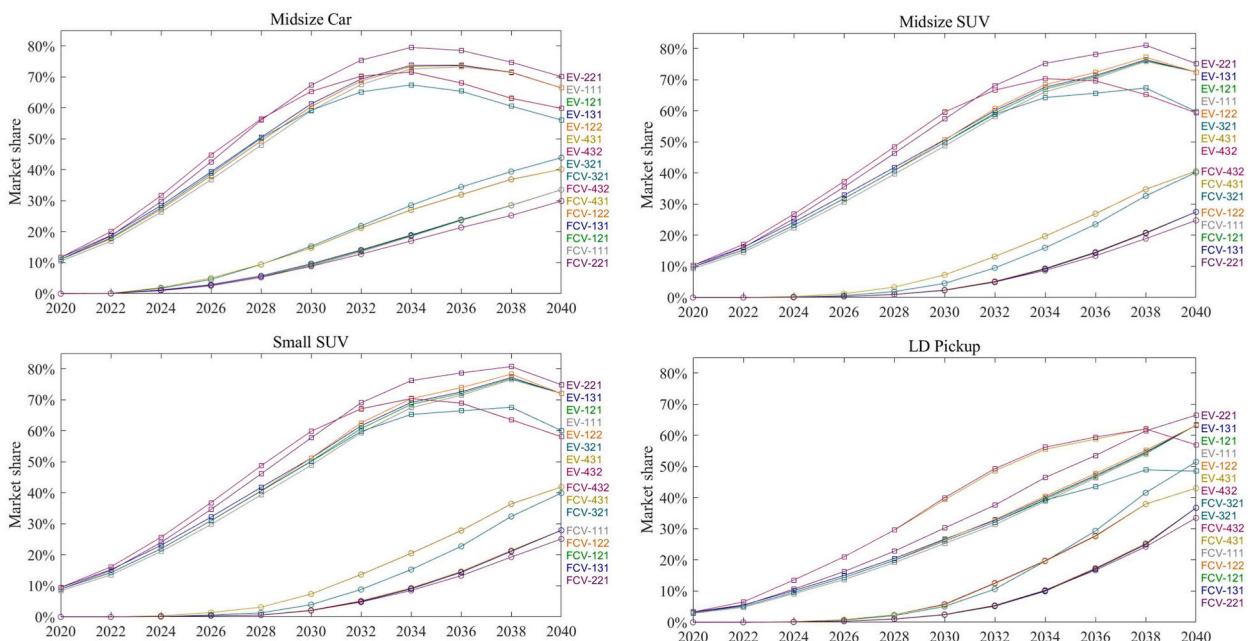 Midsize Car
Market share
80%
70%
60%
50%
40%
30%
20%
10%
0%
2020 2022 2024 2026 2028 2030 2032 2034 2036 2038 2040
EV-221
EV-111
EV-121
EV-131
EV-122
EV-431
EV-432
EV-321
FCV-321
FCV-432
FCV-431
FCV-122
FCV-131
FCV-121
FCV-111
FCV-221
Midsize SUV
Market share
80%
70%
60%
50%
40%
30%
20%
10%
0%
2020 2022 2024 2026 2028 2030 2032 2034 2036 2038 2040
EV-221
EV-131
EV-121
EV-111
EV-122
EV-321
EV-431
EV-432
FCV-432
FCV-431
FCV-321
FCV-122
FCV-111
FCV-121
FCV-131
FCV-221
Small SUV
Market share
80%
70%
60%
50%
40%
30%
20%
10%
0%
2020 2022 2024 2026 2028 2030 2032 2034 2036 2038 2040
EV-221
EV-131
EV-121
EV-111
EV-122
EV-321
EV-431
EV-432
FCV-432
FCV-431
FCV-321
FCV-111
FCV-122
FCV-121
FCV-131
FCV-221
LD Pickup
Market share
80%
70%
60%
50%
40%
30%
20%
10%
0%
2020 2022 2024 2026 2028 2030 2032 2034 2036 2038 2040
EV-221
EV-131
EV-121
EV-111
EV-122
EV-431
EV-432
FCV-321
EV-321
FCV-432
FCV-431
FCV-111
FCV-122
FCV-121
FCV-131
FCV-221